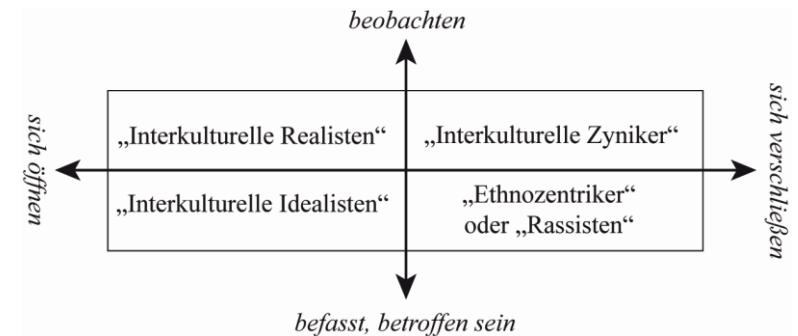 beobachten
sich öffnen
„Interkulturelle Realisten“
„Interkulturelle Zyniker“
sich verschließen
„Interkulturelle Idealisten“
„Ethnozentriker“
oder „Rassisten“
befasst, betroffen sein